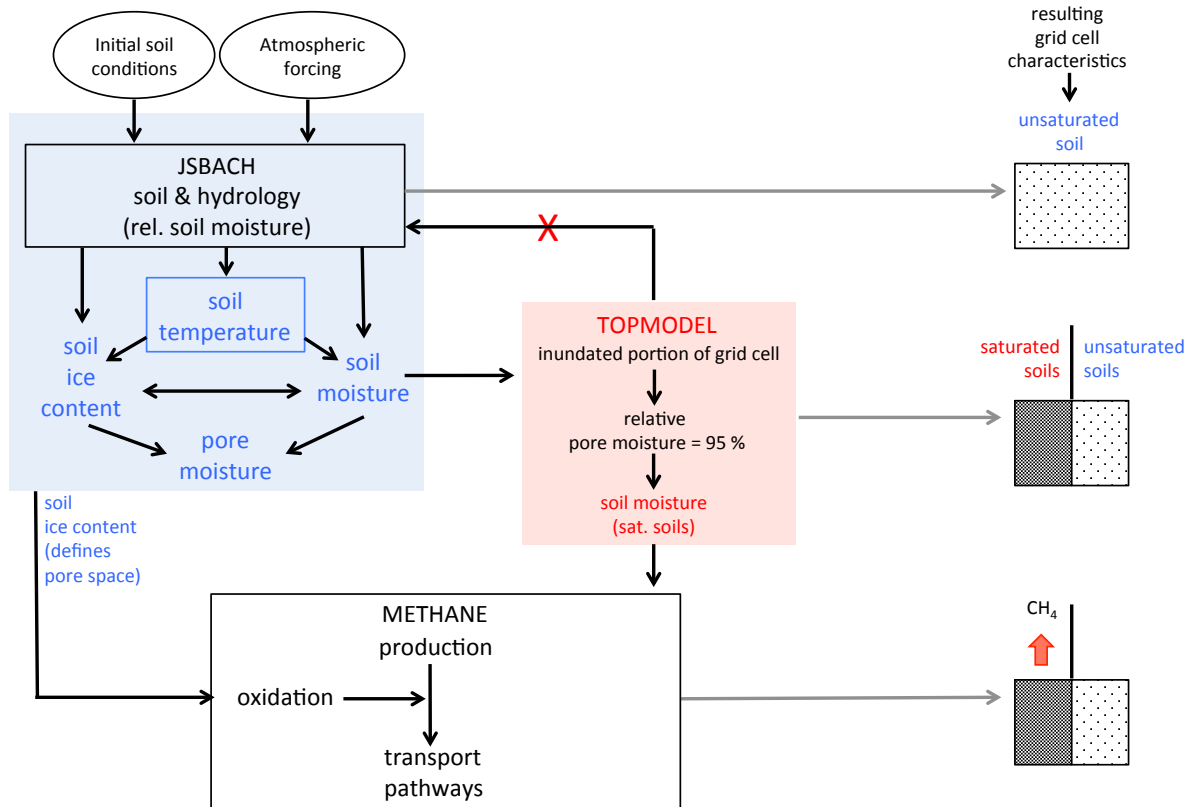 Initial soil
conditions
Atmospheric
forcing
resulting
grid cell
characteristics
unsaturated
soil
JSBACH
soil & hydrology
(rel. soil moisture)
X
soil
temperature
soil
ice
content
soil
moisture
pore
moisture
TOPMODEL
inundated portion of grid cell
relative
pore moisture = 95 %
soil moisture
(sat. soils)
saturated
soils
unsaturated
soils
soil
ice content
(defines
pore space)
METHANE
production
oxidation
transport
pathways
CH₄